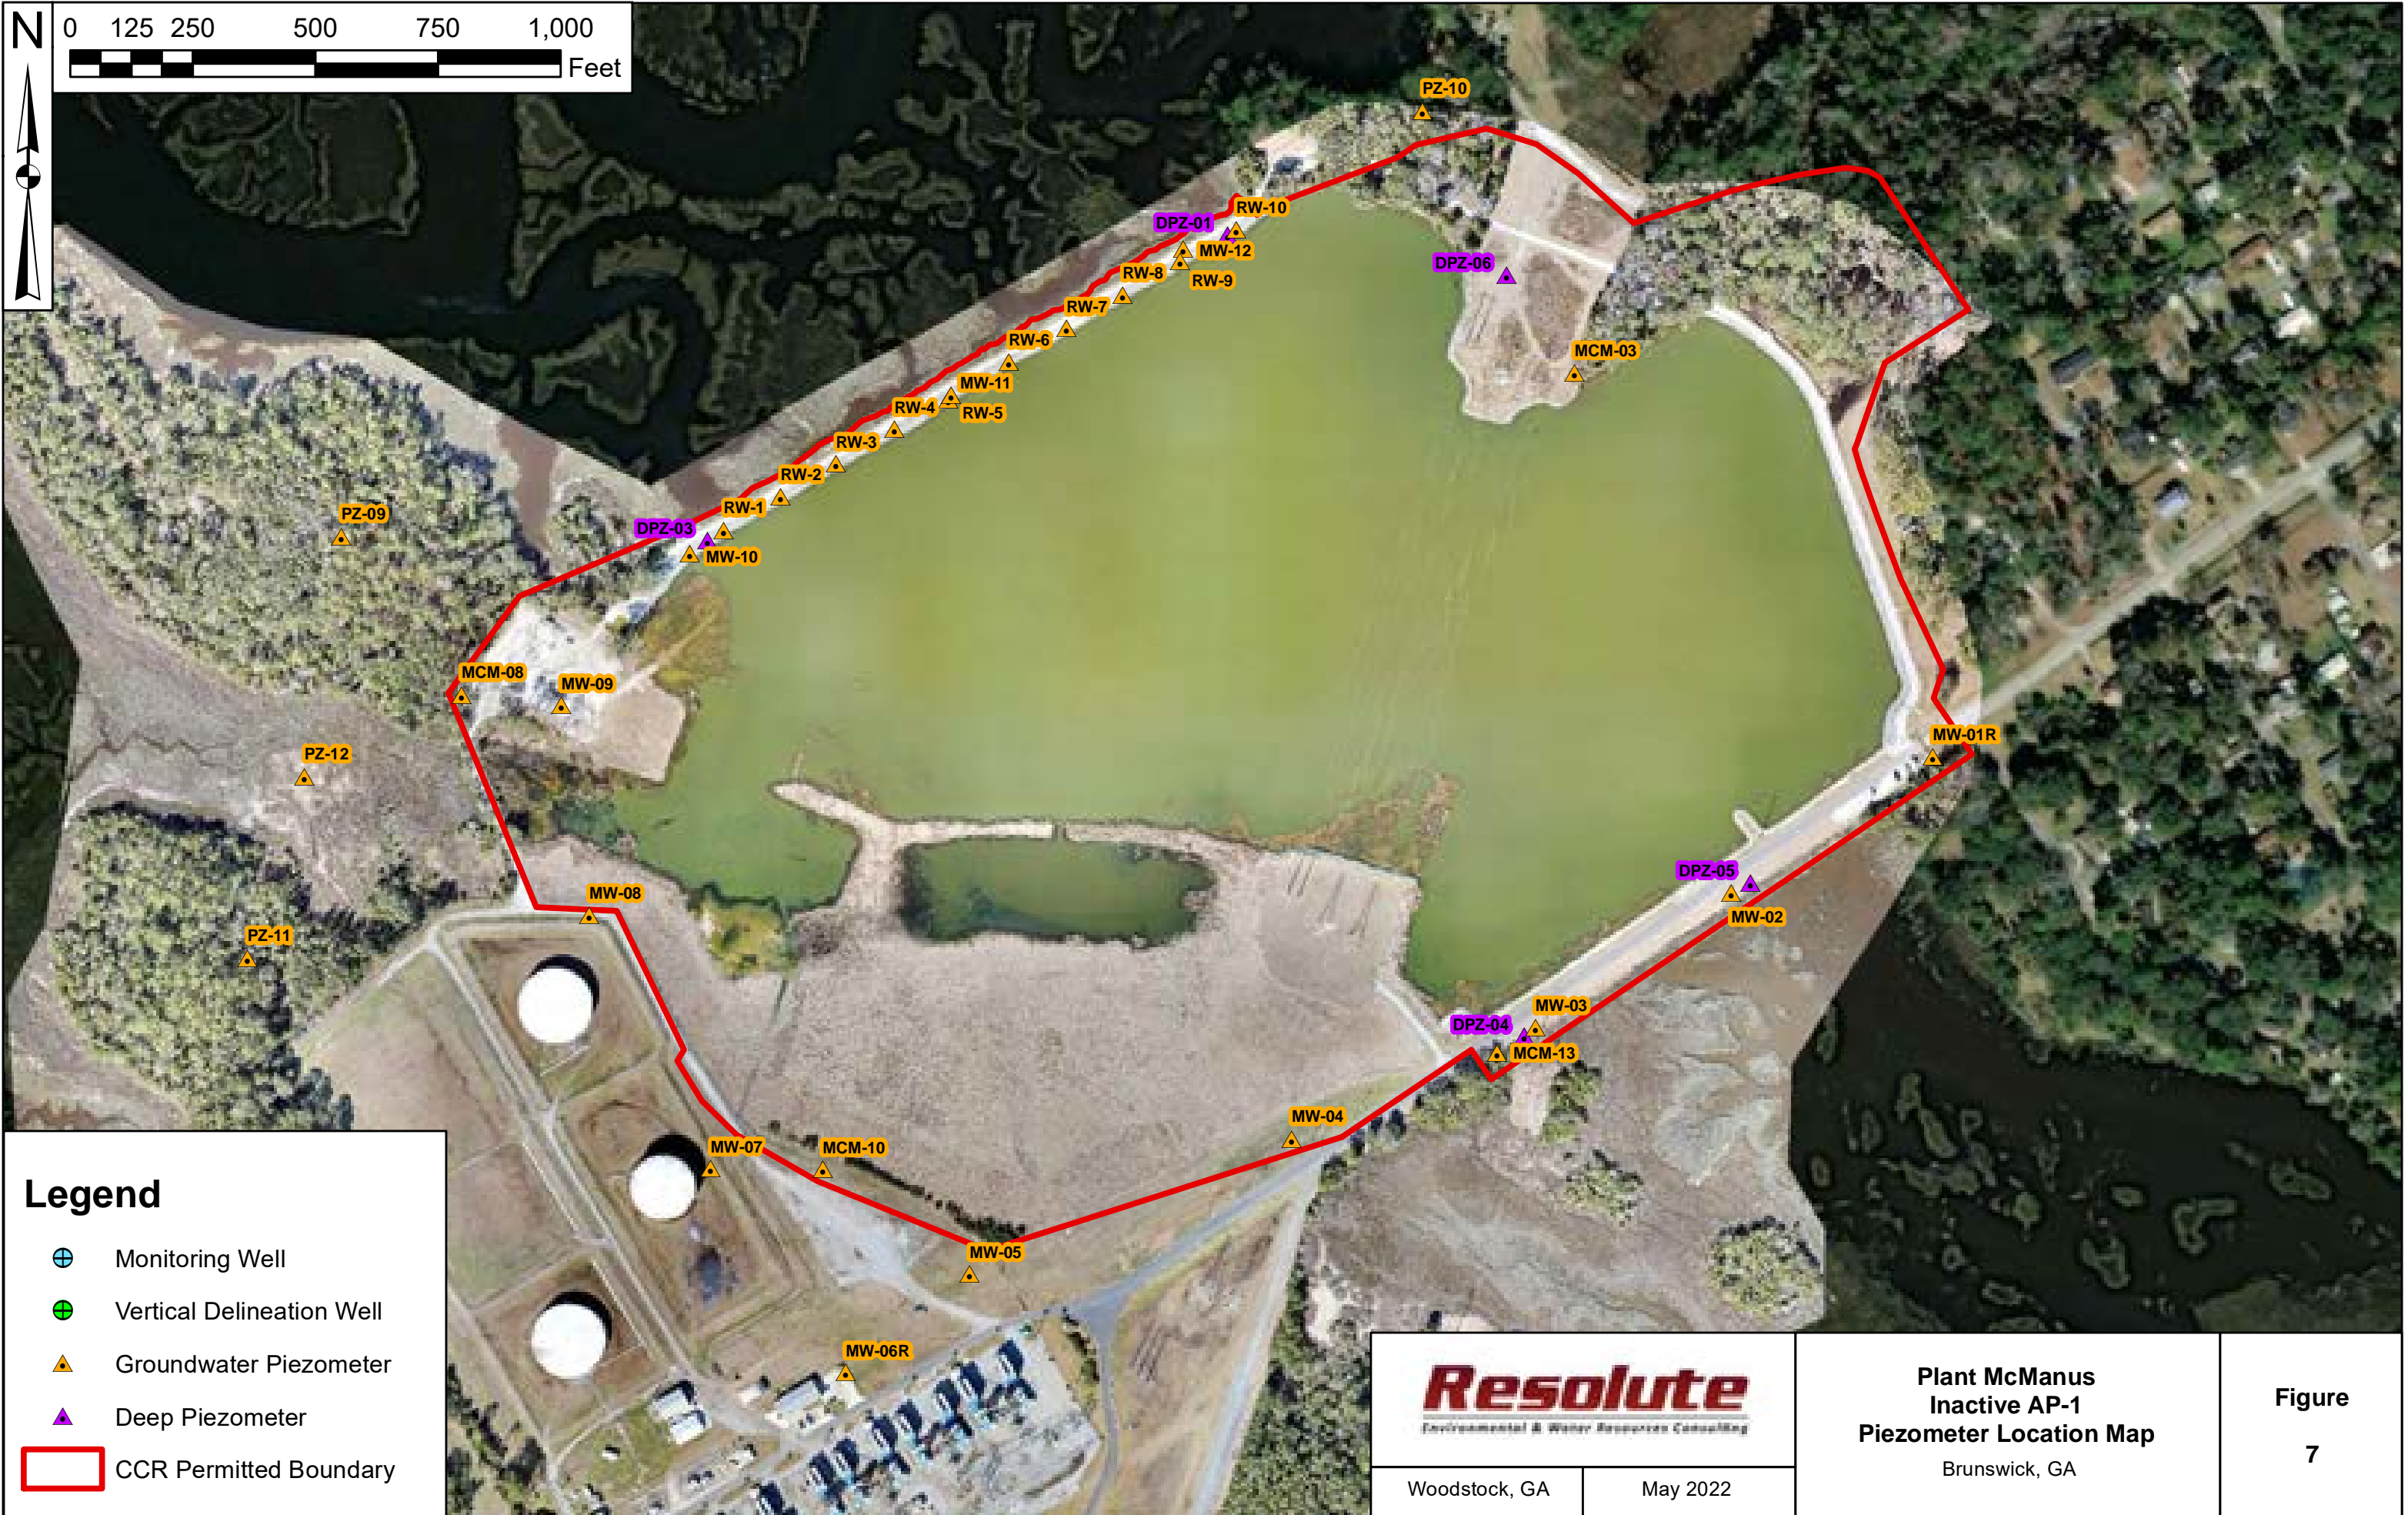 N
0 125 250 500 750 1,000
Feet
PZ-10
RW-10
DPZ-01
MW-12
RW-8
RW-9
DPZ-06
RW-7
RW-6
MCM-03
MW-11
RW-4
RW-5
RW-3
RW-2
RW-1
PZ-09
DPZ-03
MW-10
MCM-08
MW-09
MW-01R
PZ-12
DPZ-05
MW-08
MW-02
PZ-11
MW-03
DPZ-04
MCM-13
MW-04
MW-07
MCM-10
MW-05
MW-06R
Legend
Monitoring Well
Vertical Delineation Well
Groundwater Piezometer
Deep Piezometer
CCR Permitted Boundary
Resolute
Environmental & Water Resources Consulting
Woodstock, GA
May 2022
Plant McManus
Inactive AP-1
Piezometer Location Map
Brunswick, GA
Figure
7